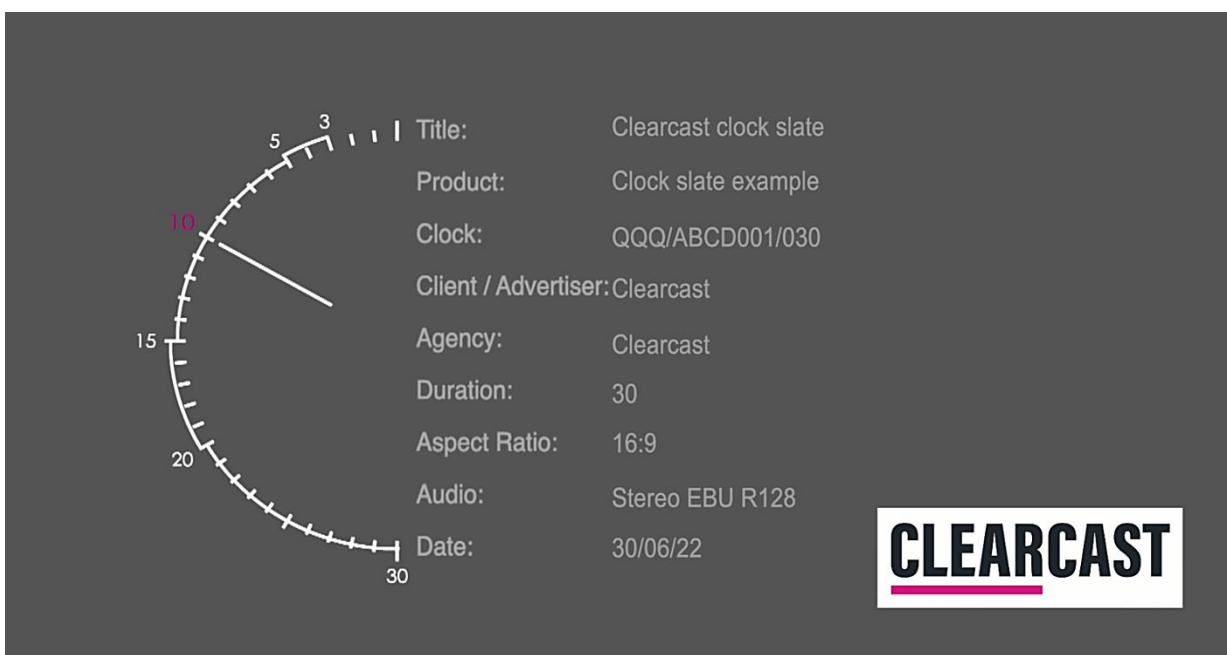 3
5
10
15
20
30
Title: Clearcast clock slate
Product: Clock slate example
Clock: QQQ/ABCD001/030
Client / Advertiser: Clearcast
Agency: Clearcast
Duration: 30
Aspect Ratio: 16:9
Audio: Stereo EBU R128
Date: 30/06/22
CLEARCAST